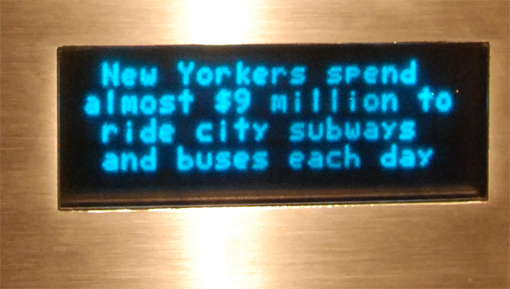 New Yorkers spend
almost $9 million to
ride city subways
and buses each day